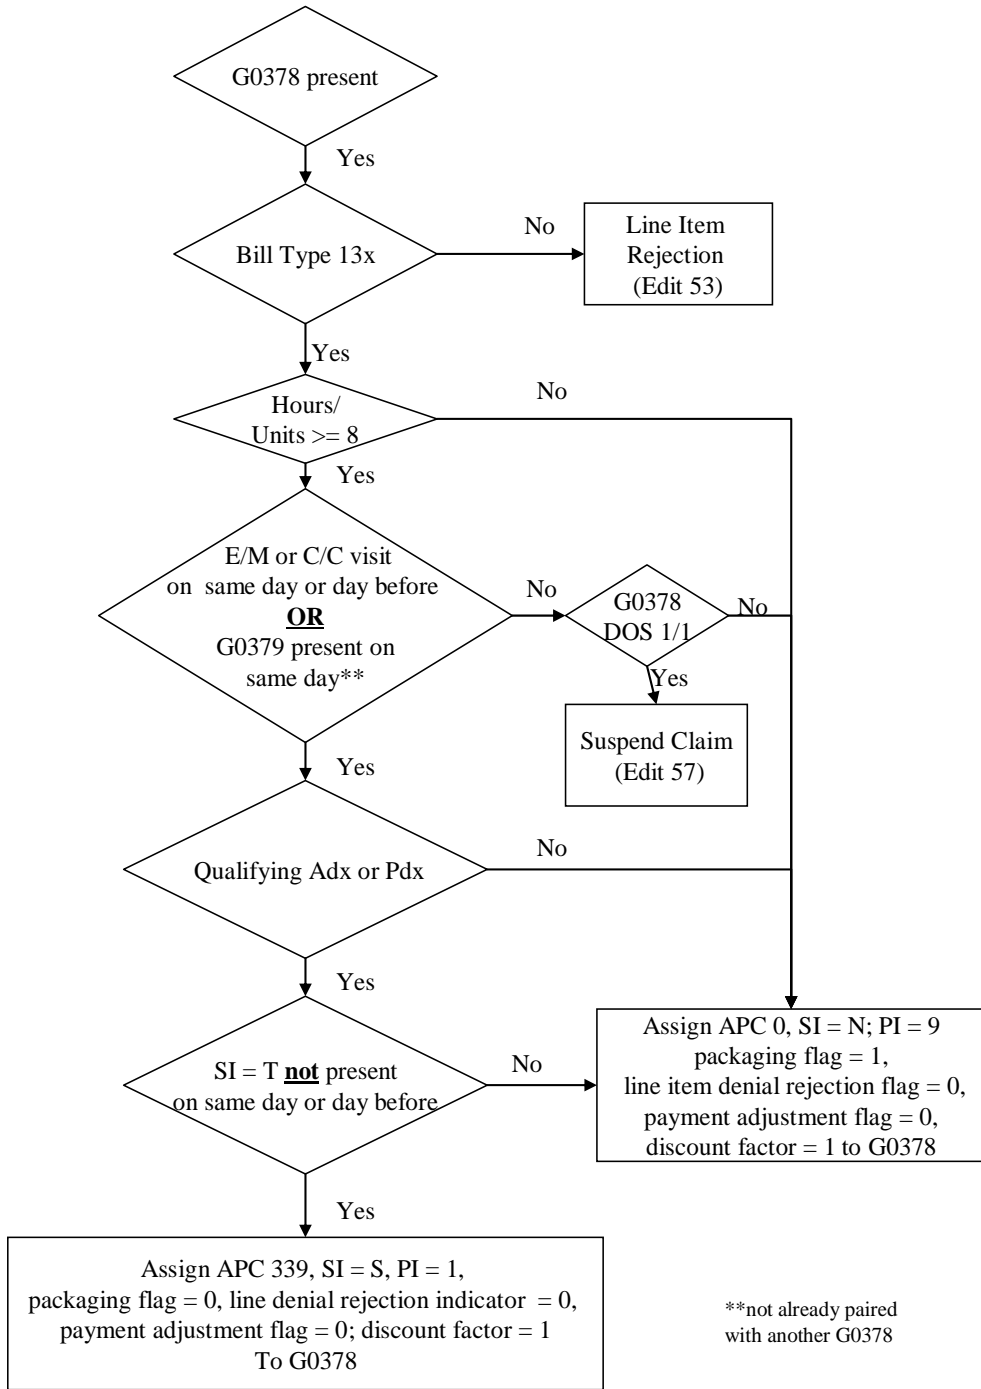 G0378 present
Yes
Bill Type 13x
No
Line Item
Rejection
(Edit 53)
Yes
Hours/
Units >= 8
No
Yes
E/M or C/C visit
on same day or day before
OR
G0379 present on
same day**
No
G0378
DOS 1/1
No
Yes
Suspend Claim
(Edit 57)
Yes
Qualifying Adx or Pdx
No
Yes
SI = T not present
on same day or day before
No
Assign APC 0, SI = N; PI = 9
packaging flag = 1,
line item denial rejection flag = 0,
payment adjustment flag = 0,
discount factor = 1 to G0378
Yes
Assign APC 339, SI = S, PI = 1,
packaging flag = 0, line denial rejection indicator = 0,
payment adjustment flag = 0; discount factor = 1
To G0378
**not already paired
with another G0378